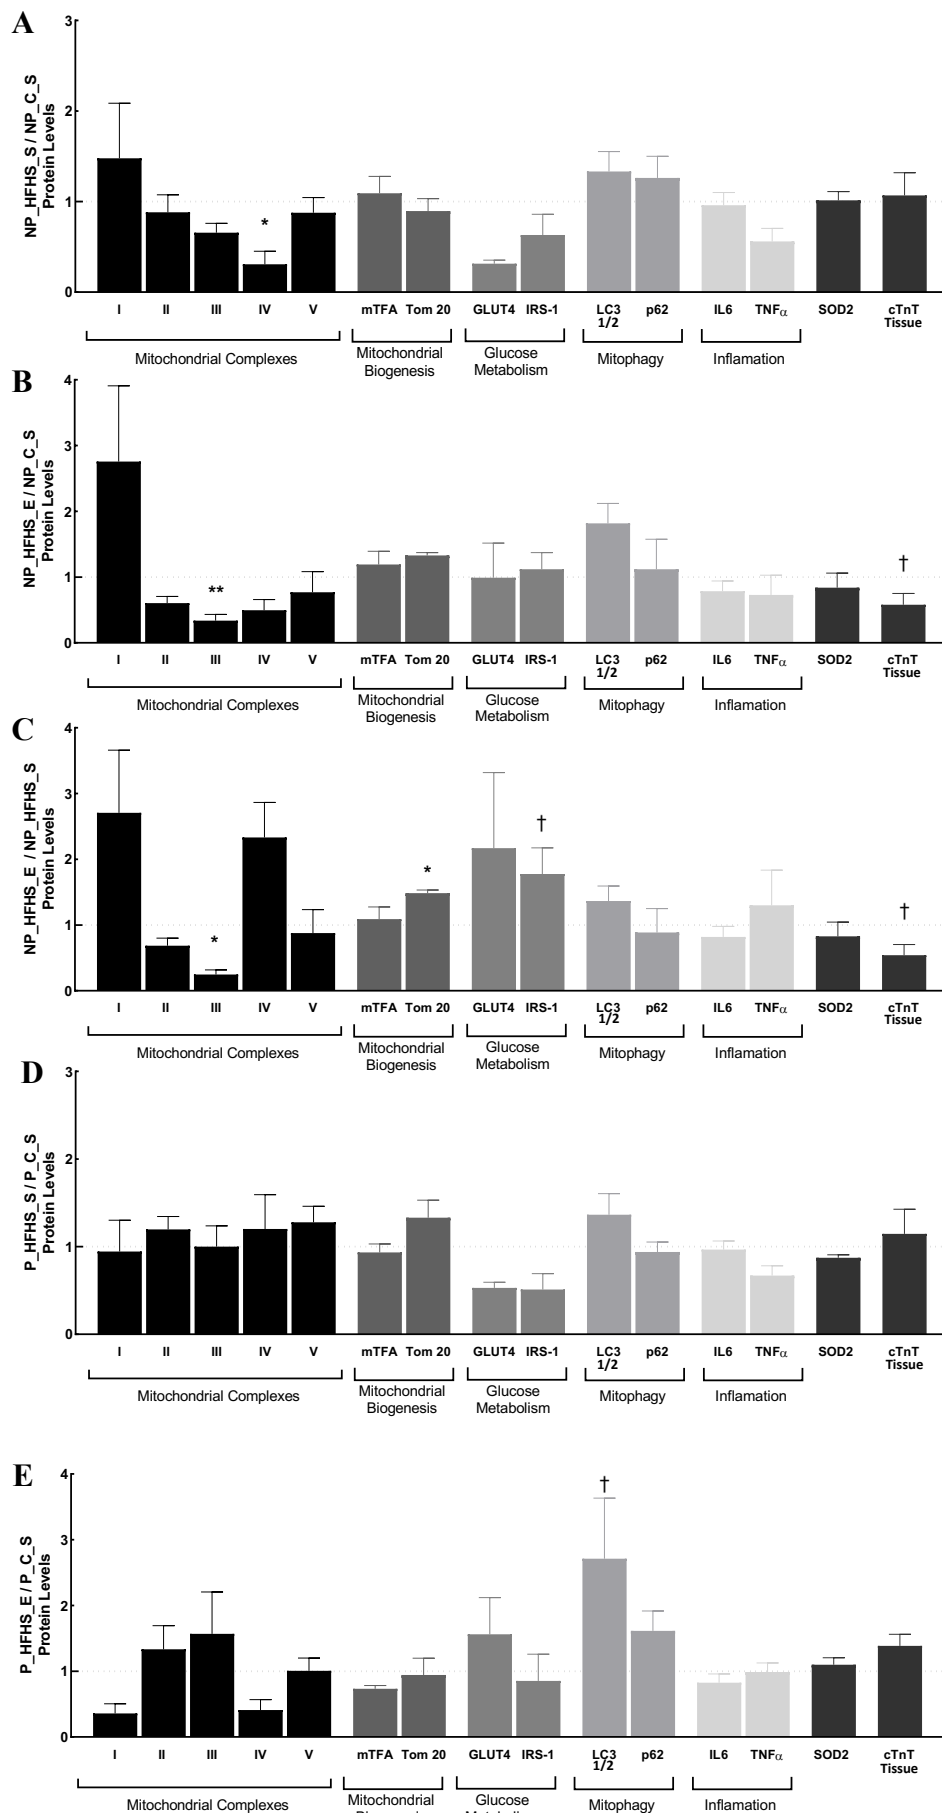 A
NP_HFHS_S / NP_C_S
Protein Levels
3
2
1
0
*
I II III IV V mTFA Tom 20 GLUT4 IRS-1 LC3 p62 IL6 TNFα SOD2 cTnT
1/2 Tissue
Mitochondrial Complexes Mitochondrial Glucose Mitophagy Inflamation
Biogenesis Metabolism
B
NP_HFHS_E / NP_C_S
Protein Levels
4
3
2
1
0
** †
I II III IV V mTFA Tom 20 GLUT4 IRS-1 LC3 p62 IL6 TNFα SOD2 cTnT
1/2 Tissue
Mitochondrial Complexes Mitochondrial Glucose Mitophagy Inflamation
Biogenesis Metabolism
C
NP_HFHS_E / NP_HFHS_S
Protein Levels
4
3
2
1
0
* * † †
I II III IV V mTFA Tom 20 GLUT4 IRS-1 LC3 p62 IL6 TNFα SOD2 cTnT
1/2 Tissue
Mitochondrial Complexes Mitochondrial Glucose Mitophagy Inflamation
Biogenesis Metabolism
D
P_HFHS_S / P_C_S
Protein Levels
3
2
1
0
I II III IV V mTFA Tom 20 GLUT4 IRS-1 LC3 p62 IL6 TNFα SOD2 cTnT
1/2 Tissue
Mitochondrial Complexes Mitochondrial Glucose Mitophagy Inflamation
Biogenesis Metabolism
E
P_HFHS_E / P_C_S
Protein Levels
4
3
2
1
0
†
I II III IV V mTFA Tom 20 GLUT4 IRS-1 LC3 p62 IL6 TNFα SOD2 cTnT
1/2 Tissue
Mitochondrial Complexes Mitochondrial Glucose Mitophagy Inflamation